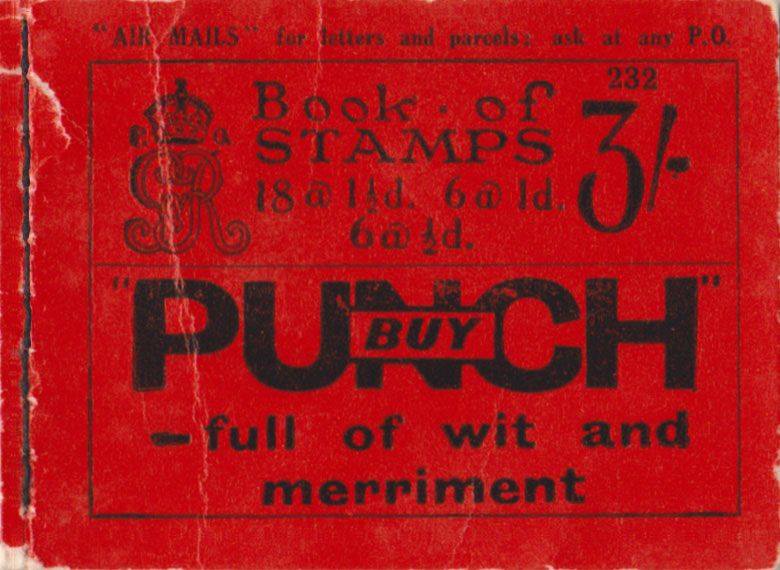 "AIR MAILS" for letters and parcels: ask at any P.O.
232
Book · of
STAMPS
3/-
GR
18 @ 1½d. 6 @ 1d.
6 @ ½d.
"PUNCH"
BUY
—full of wit and
merriment